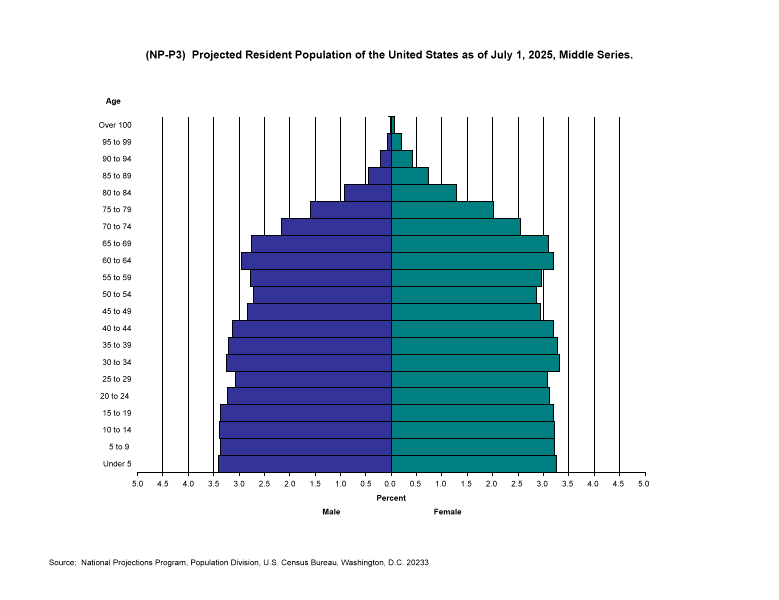 (NP-P3)  Projected Resident Population of the United States as of July 1, 2025, Middle Series.
Age
Over 100
95 to 99
90 to 94
85 to 89
80 to 84
75 to 79
70 to 74
65 to 69
60 to 64
55 to 59
50 to 54
45 to 49
40 to 44
35 to 39
30 to 34
25 to 29
20 to 24
15 to 19
10 to 14
5 to 9
Under 5
5.0 4.5 4.0 3.5 3.0 2.5 2.0 1.5 1.0 0.5 0.0 0.5 1.0 1.5 2.0 2.5 3.0 3.5 4.0 4.5 5.0
Percent
Male Female
Source:  National Projections Program, Population Division, U.S. Census Bureau, Washington, D.C. 20233